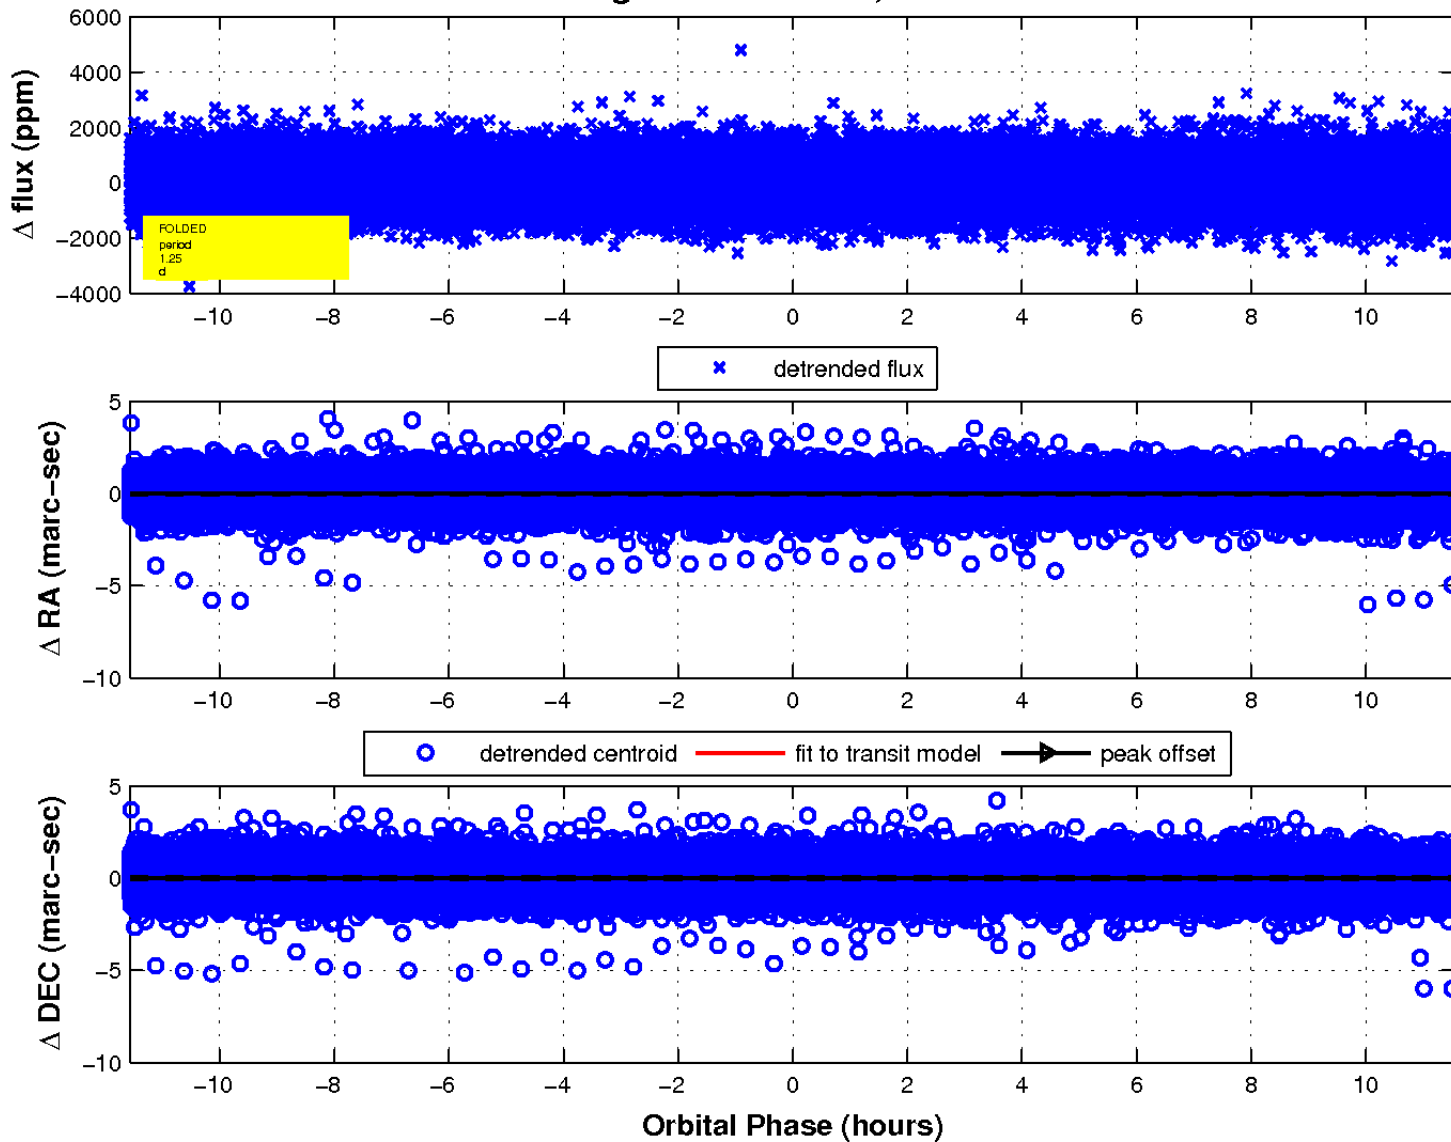 6000
4000
2000
0
−2000
−4000
Δ flux (ppm)
FOLDED
period
1.25
d
−10 −8 −6 −4 −2 0 2 4 6 8 10
detrended flux
5
0
−5
−10
Δ RA (marc−sec)
−10 −8 −6 −4 −2 0 2 4 6 8 10
detrended centroid fit to transit model peak offset
5
0
−5
−10
Δ DEC (marc−sec)
−10 −8 −6 −4 −2 0 2 4 6 8 10
Orbital Phase (hours)